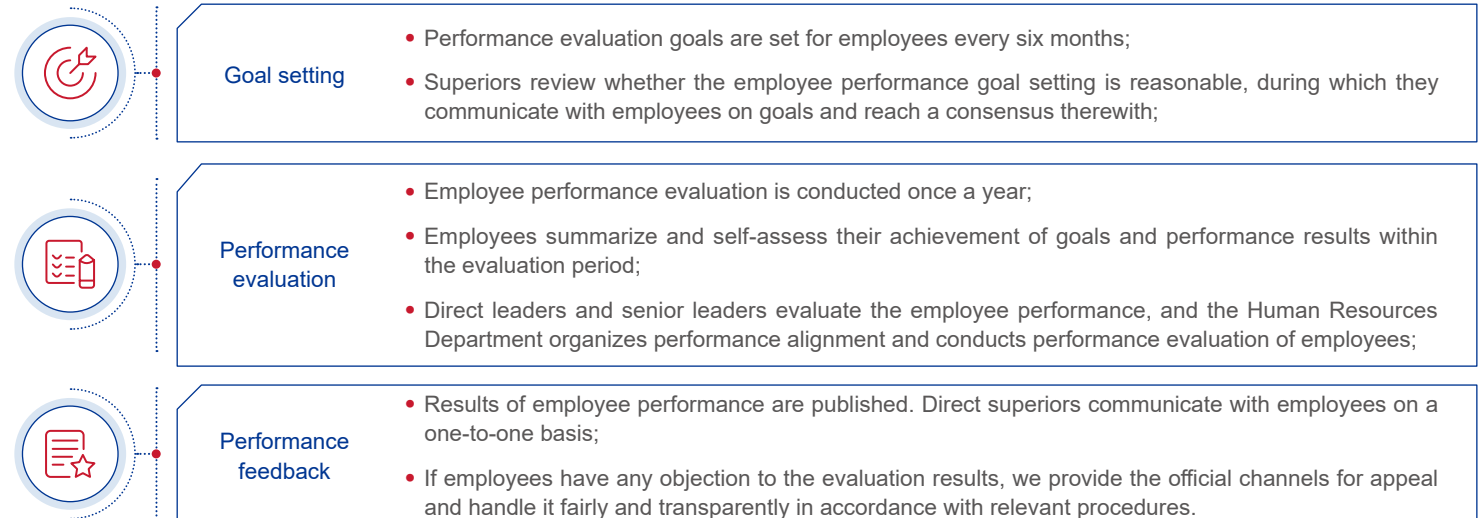 Goal setting
• Performance evaluation goals are set for employees every six months;
• Superiors review whether the employee performance goal setting is reasonable, during which they
communicate with employees on goals and reach a consensus therewith;
Performance
evaluation
• Employee performance evaluation is conducted once a year;
• Employees summarize and self-assess their achievement of goals and performance results within
the evaluation period;
• Direct leaders and senior leaders evaluate the employee performance, and the Human Resources
Department organizes performance alignment and conducts performance evaluation of employees;
Performance
feedback
• Results of employee performance are published. Direct superiors communicate with employees on a
one-to-one basis;
• If employees have any objection to the evaluation results, we provide the official channels for appeal
and handle it fairly and transparently in accordance with relevant procedures.